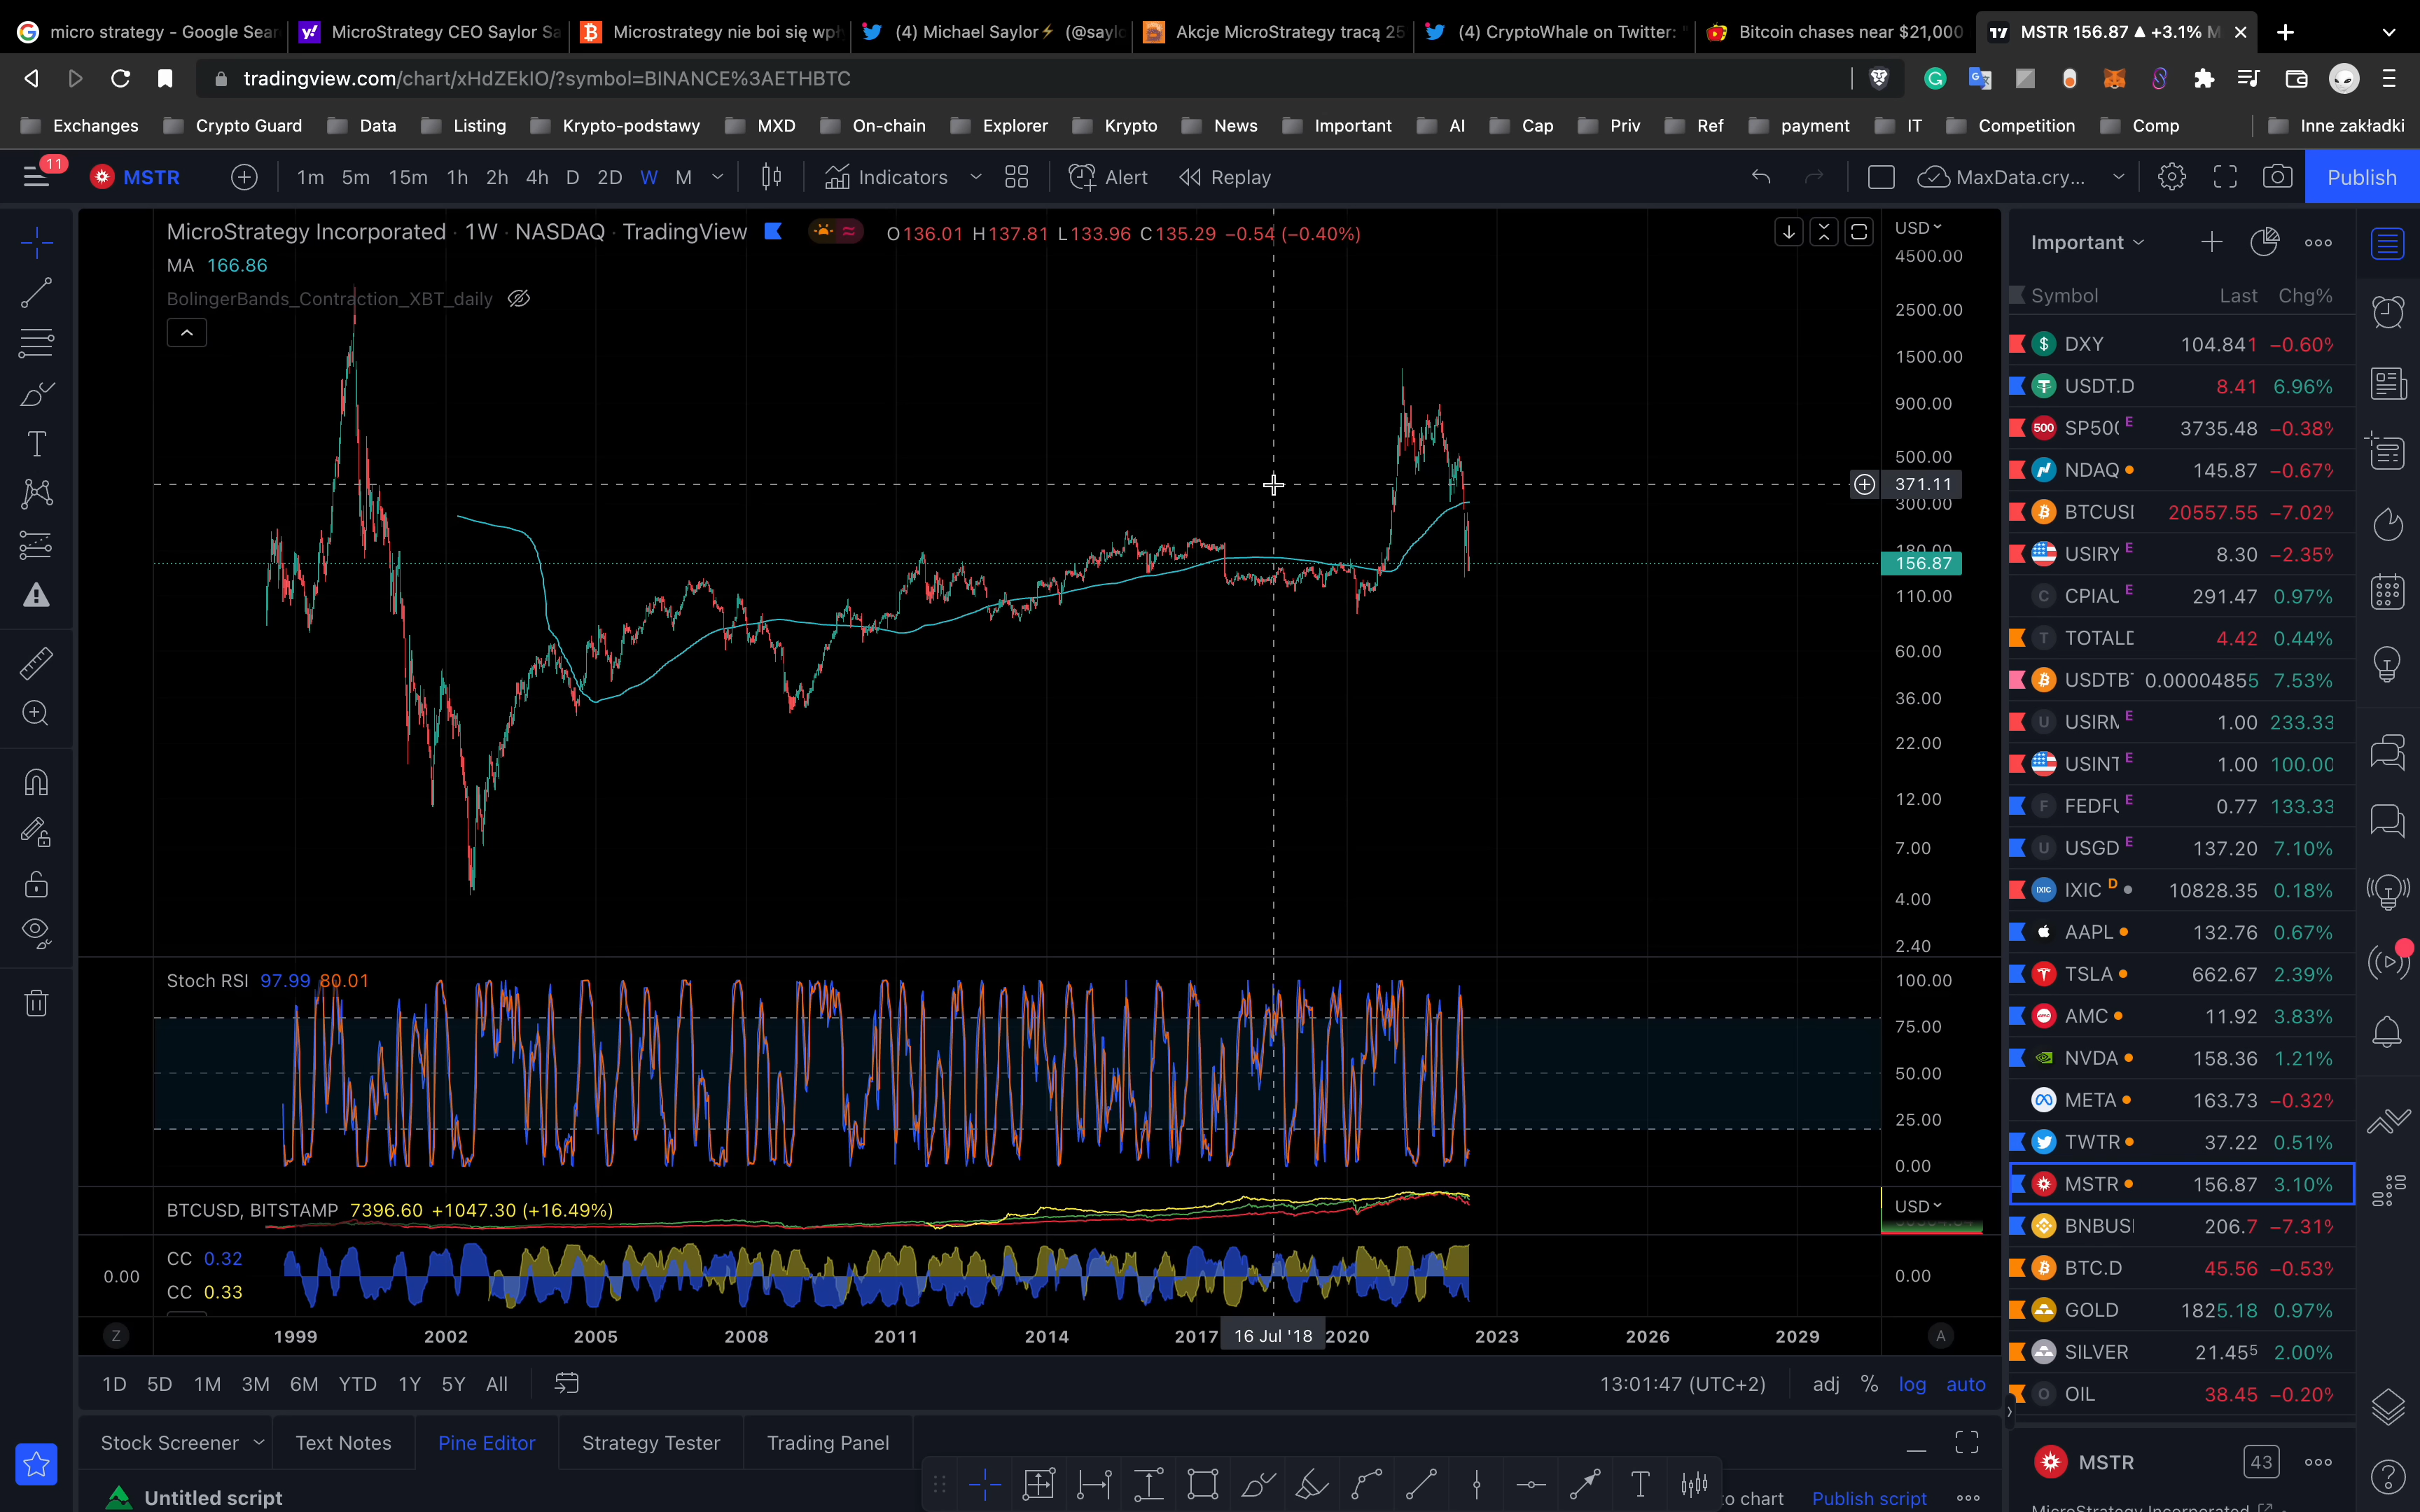 micro strategy - Google Sear
MicroStrategy CEO Saylor Sa
Microstrategy nie boi się wpły
(4) Michael Saylor⚡ (@saylo
Akcje MicroStrategy tracą 25
(4) CryptoWhale on Twitter: "
Bitcoin chases near $21,000
MSTR 156.87 ▲ +3.1% M
tradingview.com/chart/xHdZEkIO/?symbol=BINANCE%3AETHBTC
Exchanges Crypto Guard Data Listing Krypto-podstawy MXD On-chain Explorer Krypto News Important AI Cap Priv Ref payment IT Competition Comp Inne zakładki
11 MSTR 1m 5m 15m 1h 2h 4h D 2D W M Indicators Alert Replay MaxData.cry... Publish
MicroStrategy Incorporated · 1W · NASDAQ · TradingView O136.01 H137.81 L133.96 C135.29 −0.54 (−0.40%)
MA 166.86
BolingerBands_Contraction_XBT_daily
USD
4500.00
2500.00
1500.00
900.00
500.00
371.11
300.00
180.00
156.87
110.00
60.00
36.00
22.00
12.00
7.00
4.00
2.40
Stoch RSI 97.99 80.01
100.00
75.00
50.00
25.00
0.00
BTCUSD, BITSTAMP 7396.60 +1047.30 (+16.49%)
USD
CC 0.32
0.00 0.00
CC 0.33
Z 1999 2002 2005 2008 2011 2014 2017 16 Jul '18 2020 2023 2026 2029 A
1D 5D 1M 3M 6M YTD 1Y 5Y All 13:01:47 (UTC+2) adj % log auto
Stock Screener Text Notes Pine Editor Strategy Tester Trading Panel
Untitled script
to chart Publish script
Important
Symbol Last Chg%
DXY 104.841 −0.60%
USDT.D 8.41 6.96%
500 SP500 E 3735.48 −0.38%
NDAQ 145.87 −0.67%
BTCUSD 20557.55 −7.02%
USIRY E 8.30 −2.35%
C CPIAU E 291.47 0.97%
T TOTALD 4.42 0.44%
USDTBT 0.00004855 7.53%
U USIRM E 1.00 233.33
USINT E 1.00 100.00
F FEDFU E 0.77 133.33
U USGD E 137.20 7.10%
IXIC IXIC D 10828.35 0.18%
AAPL 132.76 0.67%
TSLA 662.67 2.39%
AMC 11.92 3.83%
NVDA 158.36 1.21%
META 163.73 −0.32%
TWTR 37.22 0.51%
MSTR 156.87 3.10%
BNBUSD 206.7 −7.31%
BTC.D 45.56 −0.53%
GOLD 1825.18 0.97%
SILVER 21.455 2.00%
O OIL 38.45 −0.20%
MSTR 43
MicroStrategy Incorporated